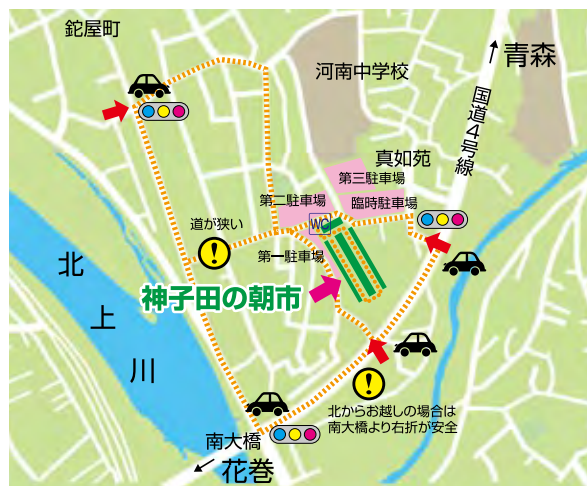 鉈屋町
河南中学校
青森
国道4号線
真如苑
第三駐車場
第二駐車場
臨時駐車場
WC
道が狭い
!
第一駐車場
神子田の朝市
北上川
!
北からお越しの場合は
南大橋より右折が安全
南大橋
花巻